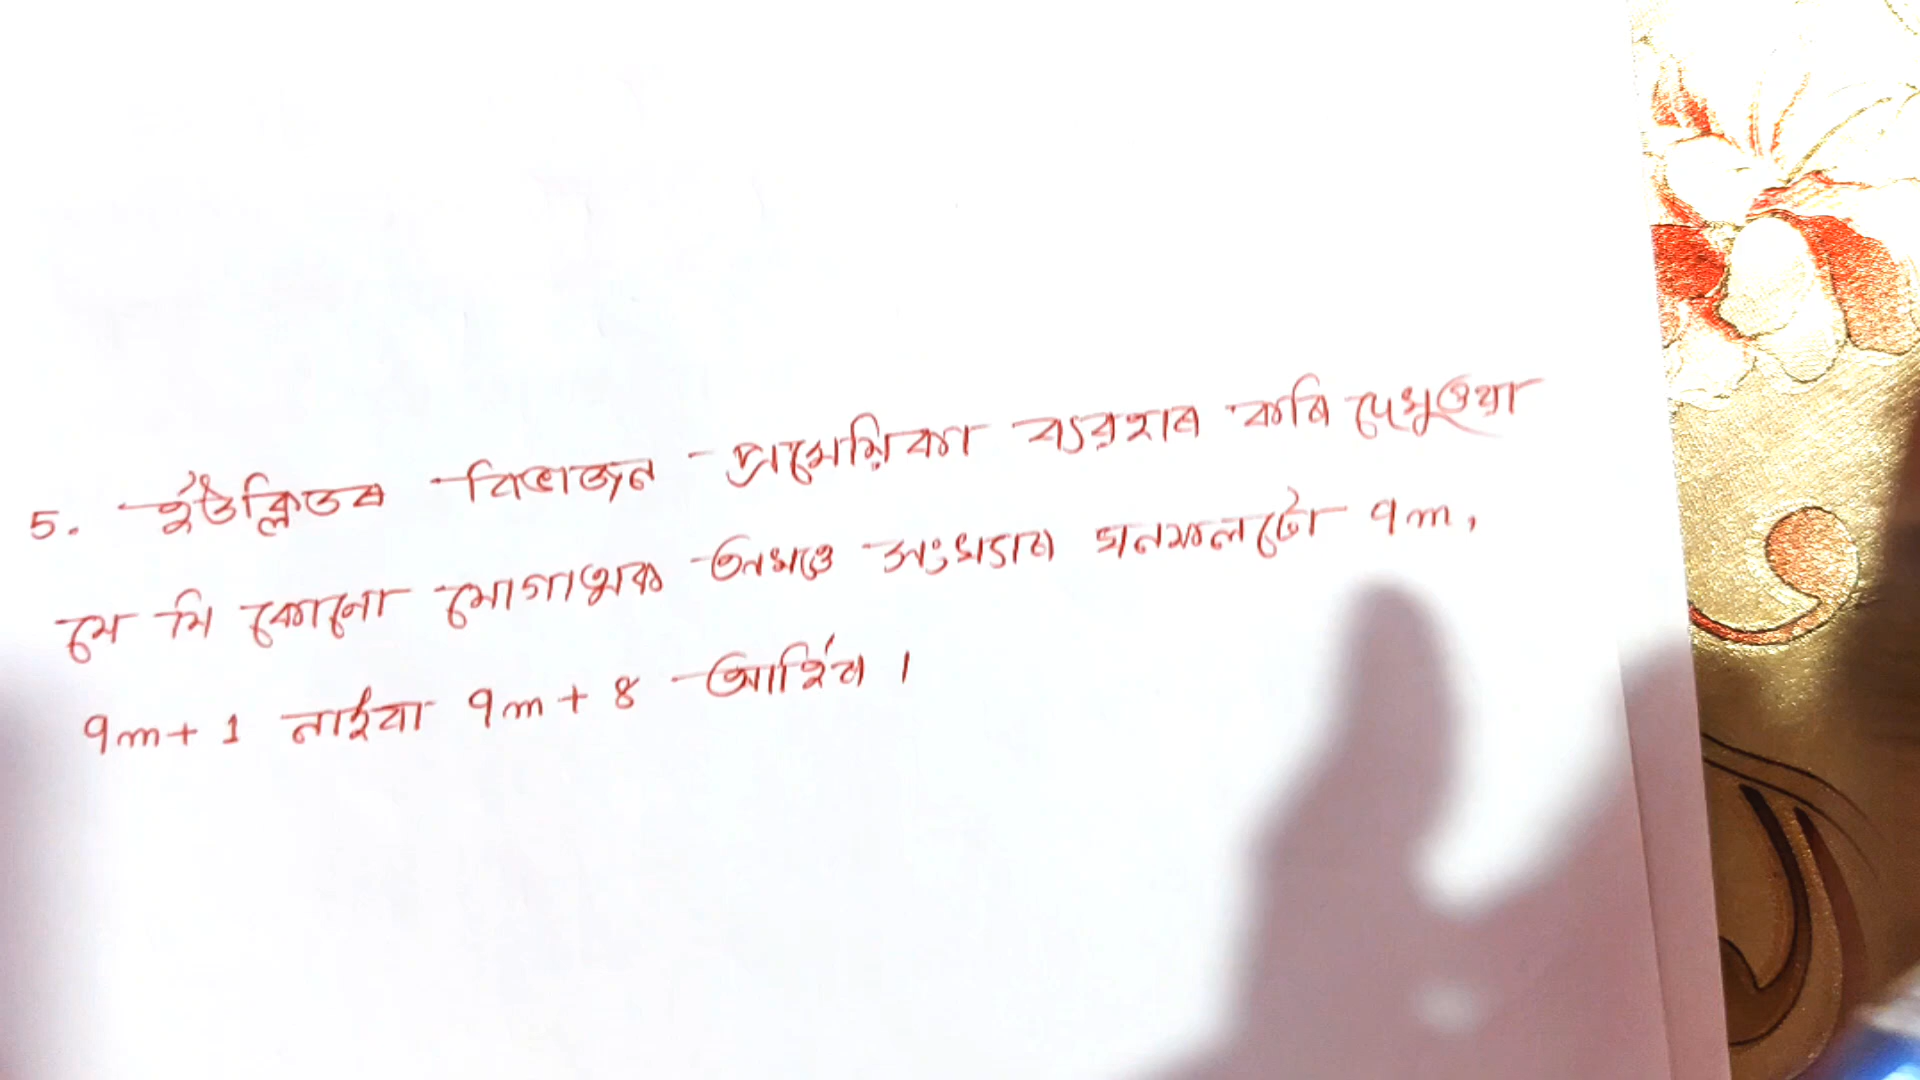 5. ইউক্লিডৰ বিভাজন প্ৰমেয়িকা ব্যৱহাৰ কৰি দেখুওৱা
যে যি কোনো যোগাত্মক অখণ্ড সংখ্যাৰ ঘনফলটো 9m,
9m+1 নাইবা 9m+8 আৰ্হিৰ ।